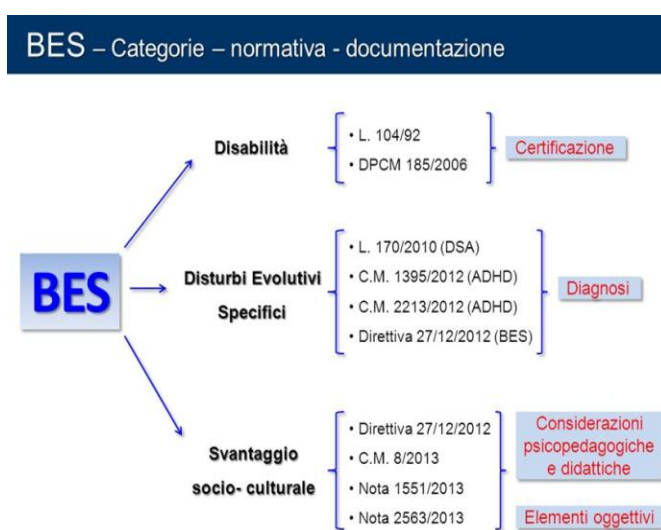 BES – Categorie – normativa - documentazione
BES
Disabilità
• L. 104/92
• DPCM 185/2006
Certificazione
Disturbi Evolutivi
Specifici
• L. 170/2010 (DSA)
• C.M. 1395/2012 (ADHD)
• C.M. 2213/2012 (ADHD)
• Direttiva 27/12/2012 (BES)
Diagnosi
Svantaggio
socio- culturale
• Direttiva 27/12/2012
• C.M. 8/2013
• Nota 1551/2013
• Nota 2563/2013
Considerazioni
psicopedagogiche
e didattiche
Elementi oggettivi